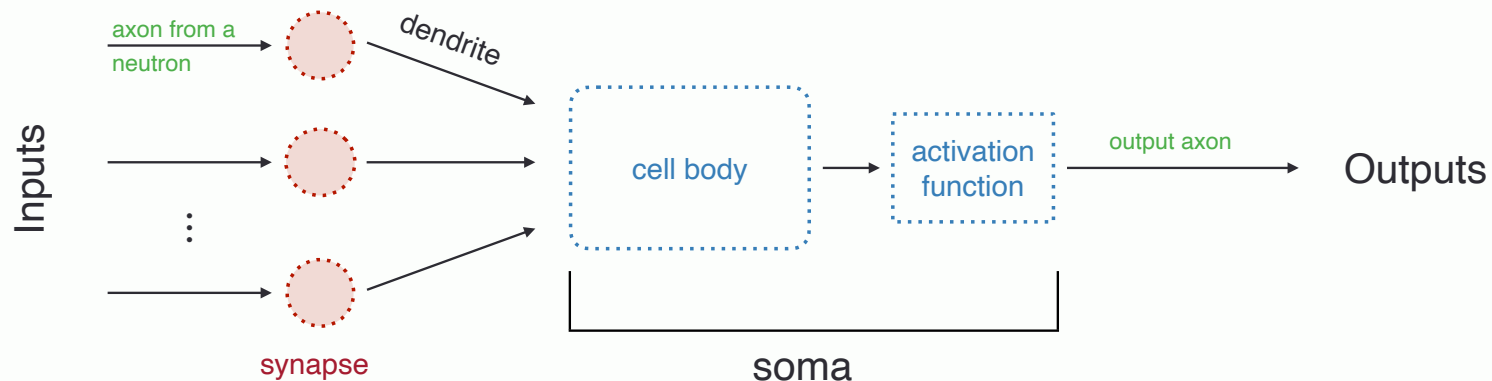 axon from a
neutron
dendrite
Inputs
cell body
activation
function
output axon
Outputs
⋮
synapse
soma